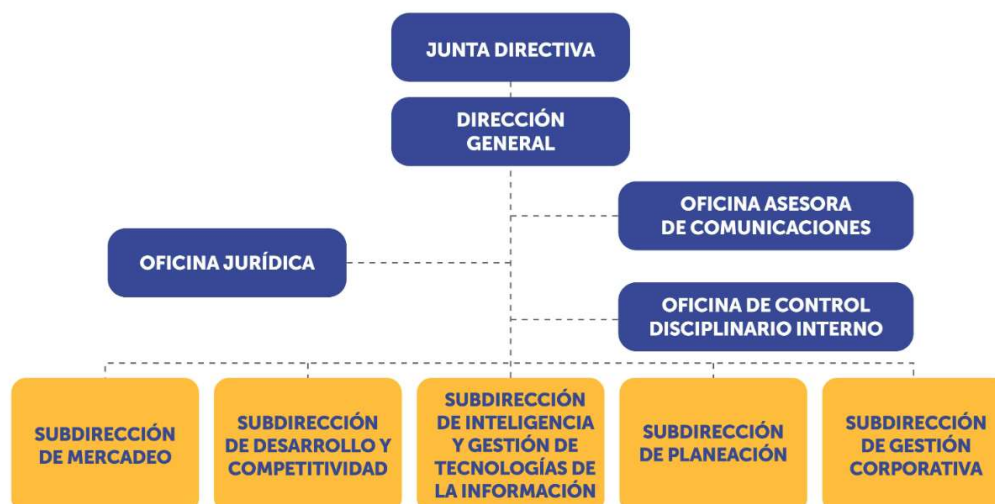 JUNTA DIRECTIVA
DIRECCIÓN
GENERAL
OFICINA ASESORA
DE COMUNICACIONES
OFICINA JURÍDICA
OFICINA DE CONTROL
DISCIPLINARIO INTERNO
SUBDIRECCIÓN
DE MERCADEO
SUBDIRECCIÓN
DE DESARROLLO Y
COMPETITIVIDAD
SUBDIRECCIÓN
DE INTELIGENCIA
Y GESTIÓN DE
TECNOLOGÍAS DE
LA INFORMACIÓN
SUBDIRECCIÓN
DE PLANEACIÓN
SUBDIRECCIÓN
DE GESTIÓN
CORPORATIVA